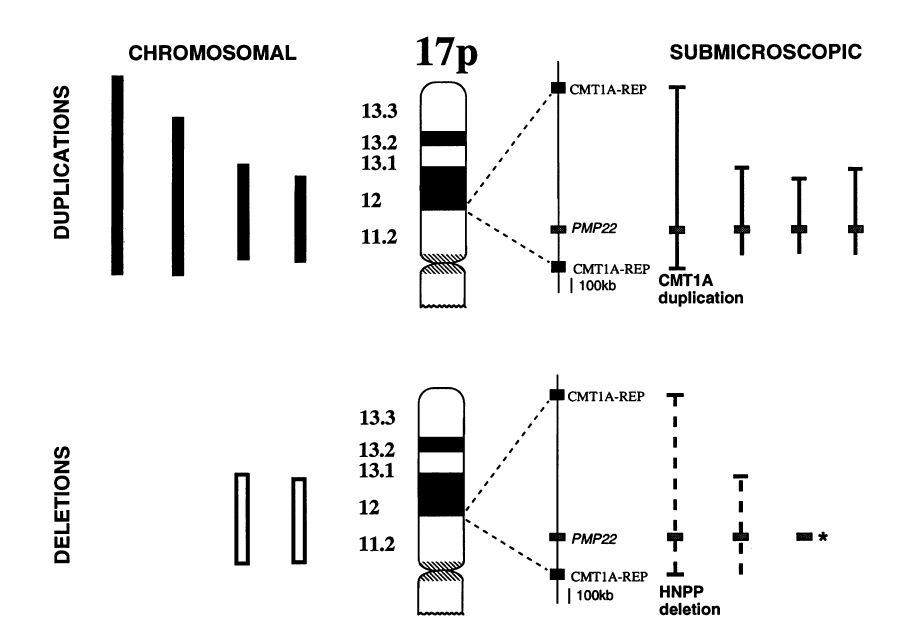 CHROMOSOMAL
17p
SUBMICROSCOPIC
DUPLICATIONS
13.3
13.2
13.1
12
11.2
CMT1A-REP
PMP22
CMT1A-REP
100kb
CMT1A
duplication
DELETIONS
13.3
13.2
13.1
12
11.2
CMT1A-REP
PMP22
*
CMT1A-REP
100kb
HNPP
deletion